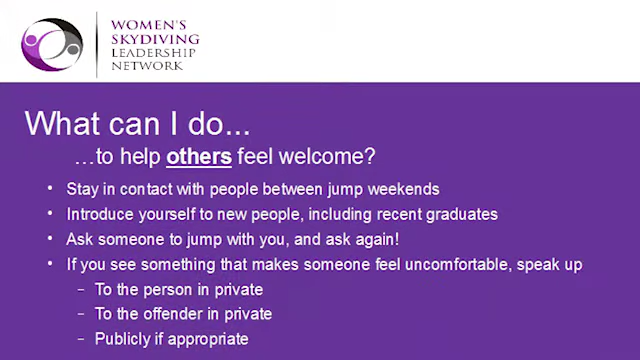 WOMEN'S
SKYDIVING
LEADERSHIP
NETWORK
What can I do...
…to help others feel welcome?
• Stay in contact with people between jump weekends
• Introduce yourself to new people, including recent graduates
• Ask someone to jump with you, and ask again!
• If you see something that makes someone feel uncomfortable, speak up
– To the person in private
– To the offender in private
– Publicly if appropriate